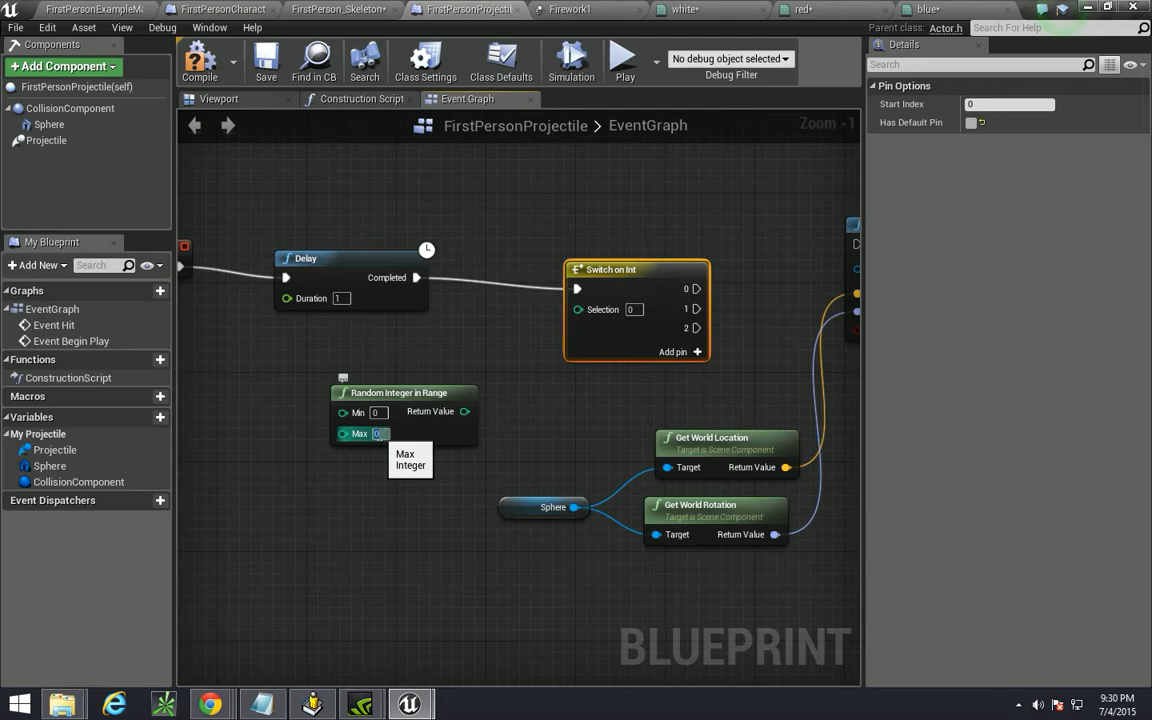 FirstPersonExampleMa
FirstPersonCharact
FirstPerson_Skeleton*
FirstPersonProjectil
Firework1
white*
red*
blue*
File Edit Asset View Debug Window Help
Parent class: Actor.h
Search For Help
Components
Add Component
FirstPersonProjectile(self)
CollisionComponent
Sphere
Projectile
Compile
Save
Find in CB
Search
Class Settings
Class Defaults
Simulation
Play
No debug object selected
Debug Filter
Viewport
Construction Script
Event Graph
FirstPersonProjectile > EventGraph
Zoom -1
Details
Search
Pin Options
Start Index 0
Has Default Pin
My Blueprint
Add New
Search
Graphs
EventGraph
Event Hit
Event Begin Play
Functions
ConstructionScript
Macros
Variables
My Projectile
Projectile
Sphere
CollisionComponent
Event Dispatchers
Delay
Completed
Duration 1
Switch on Int
0
Selection 0 1
2
Add pin
Random Integer in Range
Min 0 Return Value
Max 0
Max
Integer
Get World Location
Target is Scene Component
Target Return Value
Sphere
Get World Rotation
Target is Scene Component
Target Return Value
BLUEPRINT
9:30 PM
7/4/2015